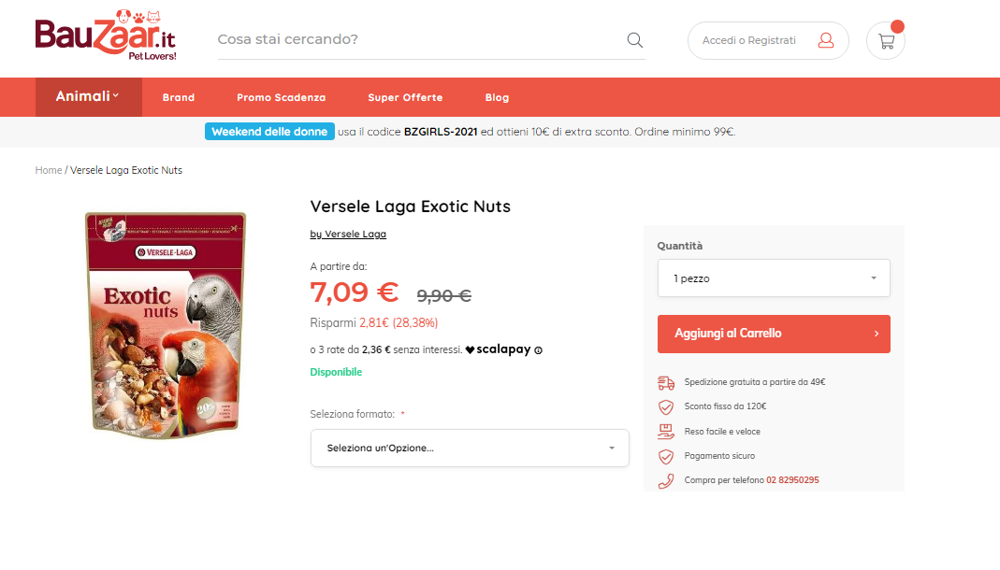 BauZaar.it
Pet Lovers!
Cosa stai cercando?
Accedi o Registrati
Animali
Brand
Promo Scadenza
Super Offerte
Blog
Weekend delle donne usa il codice BZGIRLS-2021 ed ottieni 10€ di extra sconto. Ordine minimo 99€.
Home / Versele Laga Exotic Nuts
VERSELE-LAGA
Exotic
nuts
20%
Versele Laga Exotic Nuts
by Versele Laga
A partire da:
7,09 € 9,90 €
Risparmi 2,81€ (28,38%)
o 3 rate da 2,36 € senza interessi. scalapay
Disponibile
Seleziona formato: *
Seleziona un'Opzione...
Quantità
1 pezzo
Aggiungi al Carrello
Spedizione gratuita a partire da 49€
Sconto fisso da 120€
Reso facile e veloce
Pagamento sicuro
Compra per telefono 02 82950295